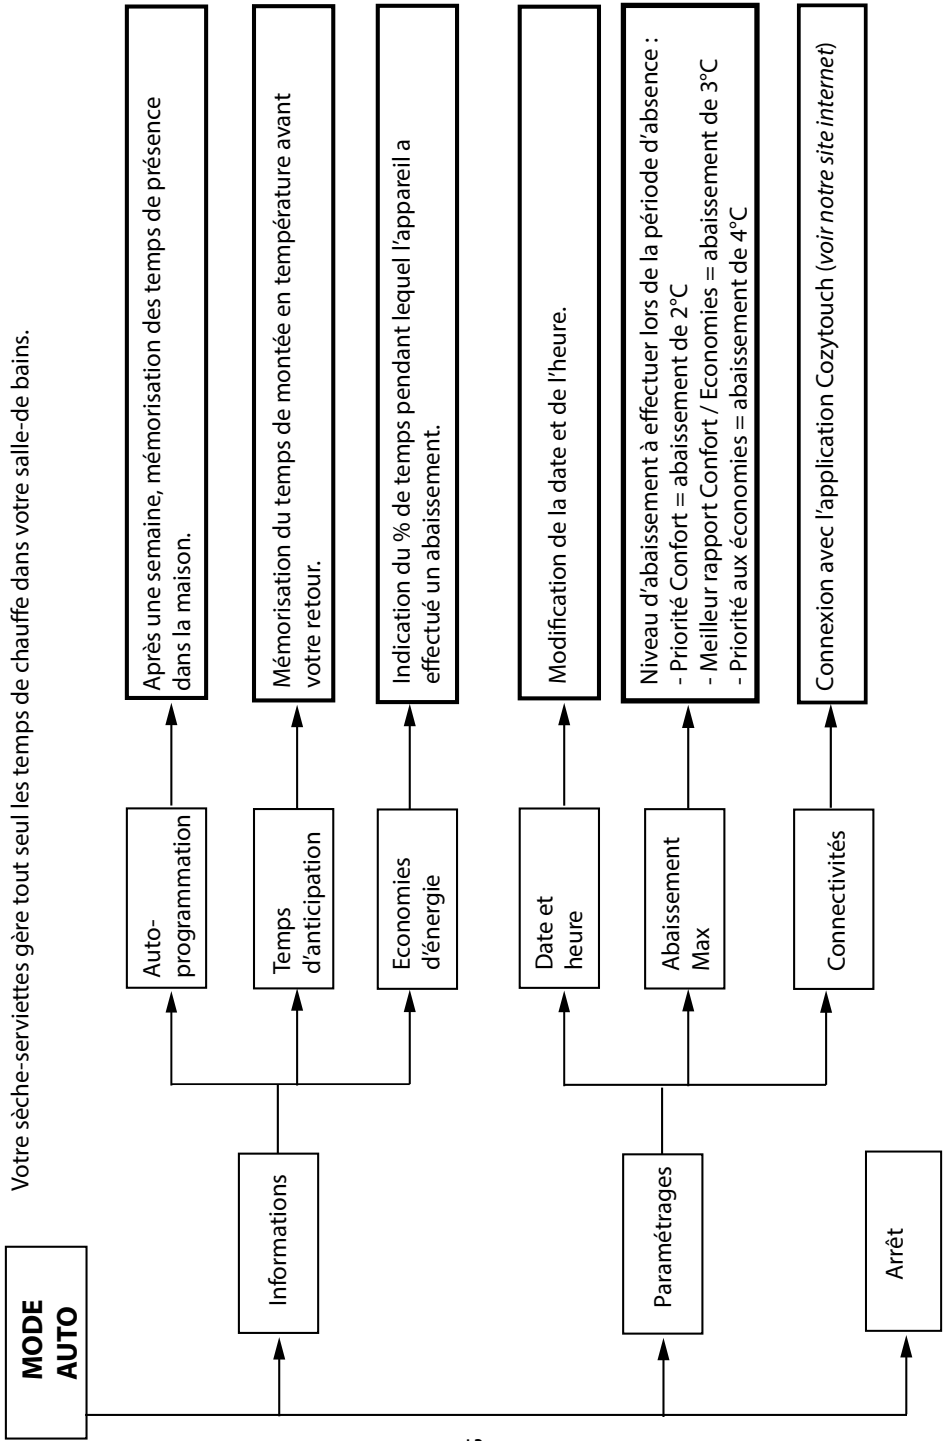 MODE
AUTO
Votre sèche-serviettes gère tout seul les temps de chauffe dans votre salle-de bains.
Informations
Auto-
programmation
Après une semaine, mémorisation des temps de présence
dans la maison.
Temps
d'anticipation
Mémorisation du temps de montée en température avant
votre retour.
Economies
d'énergie
Indication du % de temps pendant lequel l'appareil a
effectué un abaissement.
Paramétrages
Date et
heure
Modification de la date et de l'heure.
Abaissement
Max
Niveau d'abaissement à effectuer lors de la période d'absence :
- Priorité Confort = abaissement de 2°C
- Meilleur rapport Confort / Economies = abaissement de 3°C
- Priorité aux économies = abaissement de 4°C
Connectivités
Connexion avec l'application Cozytouch (voir notre site internet)
Arrêt